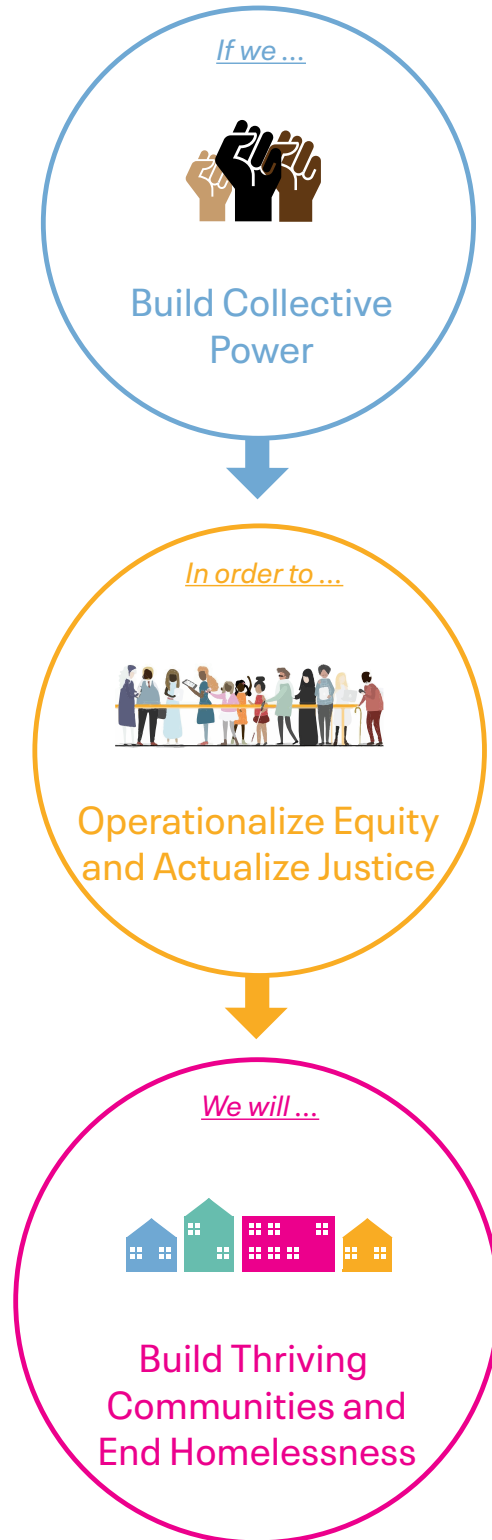 If we ...
Build Collective
Power
In order to ...
Operationalize Equity
and Actualize Justice
We will ...
Build Thriving
Communities and
End Homelessness